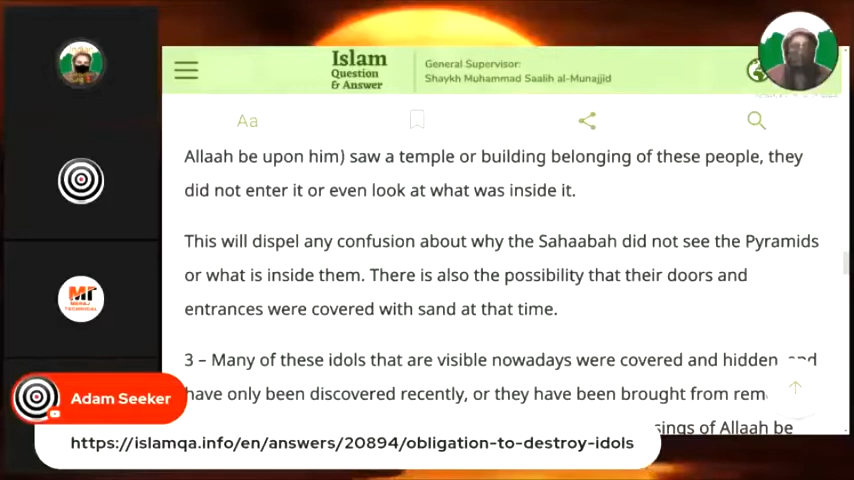 Islam
Question
& Answer
General Supervisor:
Shaykh Muhammad Saalih al-Munajjid
Aa
Allaah be upon him) saw a temple or building belonging of these people, they
did not enter it or even look at what was inside it.
This will dispel any confusion about why the Sahaabah did not see the Pyramids
or what is inside them. There is also the possibility that their doors and
entrances were covered with sand at that time.
3 – Many of these idols that are visible nowadays were covered and hidden, and
have only been discovered recently, or they have been brought from
of Allaah be
MT
Adam Seeker
https://islamqa.info/en/answers/20894/obligation-to-destroy-idols